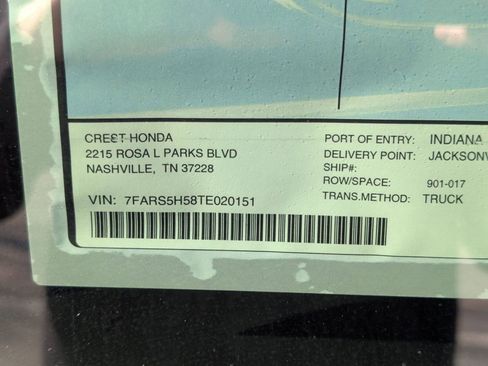 CREST HONDA
2215 ROSA L PARKS BLVD
NASHVILLE, TN 37228
VIN: 7FARS5H58TE020151
PORT OF ENTRY: INDIANA
DELIVERY POINT: JACKSONV
SHIP#:
ROW/SPACE: 901-017
TRANS.METHOD: TRUCK